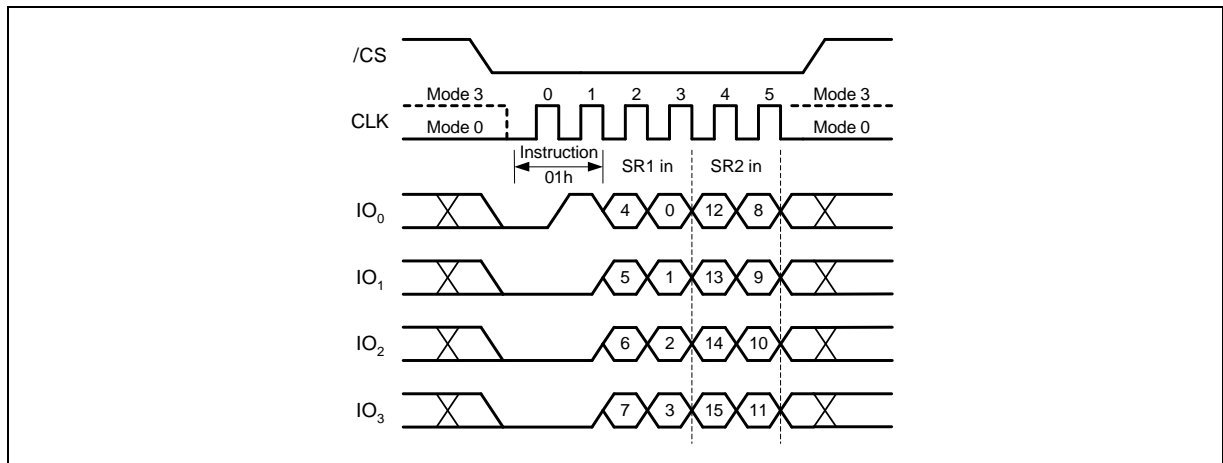 /CS
Mode 3 0 1 2 3 4 5 Mode 3
CLK
Mode 0 Mode 0
Instruction
01h SR1 in SR2 in
IO0 4 0 12 8
IO1 5 1 13 9
IO2 6 2 14 10
IO3 7 3 15 11